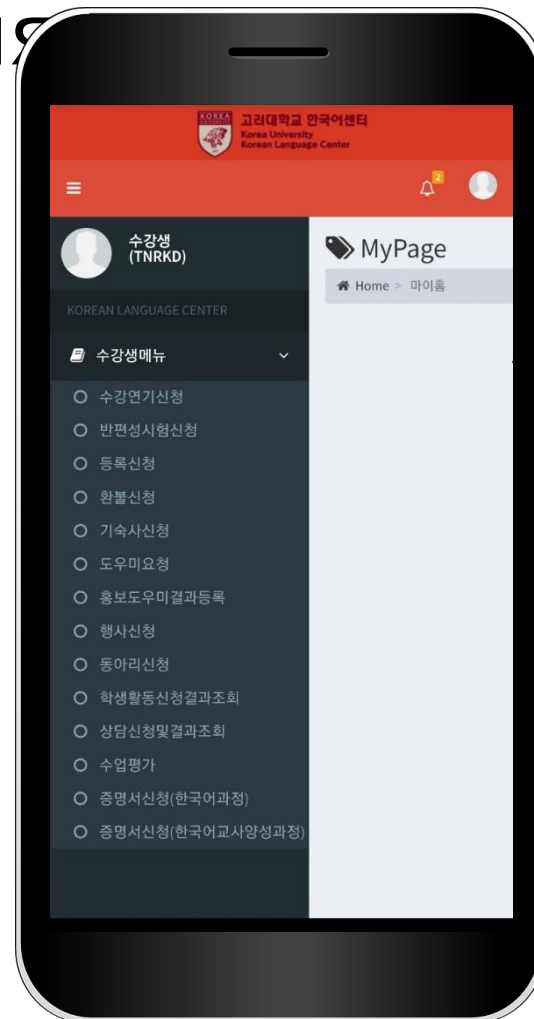 KOREA
고려대학교 한국어센터
Korea University
Korean Language Center
2
수강생
(TNRKD)
MyPage
Home > 마이홈
KOREAN LANGUAGE CENTER
수강생메뉴
수강연기신청
반편성시험신청
등록신청
환불신청
기숙사신청
도우미요청
홍보도우미결과등록
행사신청
동아리신청
학생활동신청결과조회
상담신청및결과조회
수업평가
증명서신청(한국어과정)
증명서신청(한국어교사양성과정)